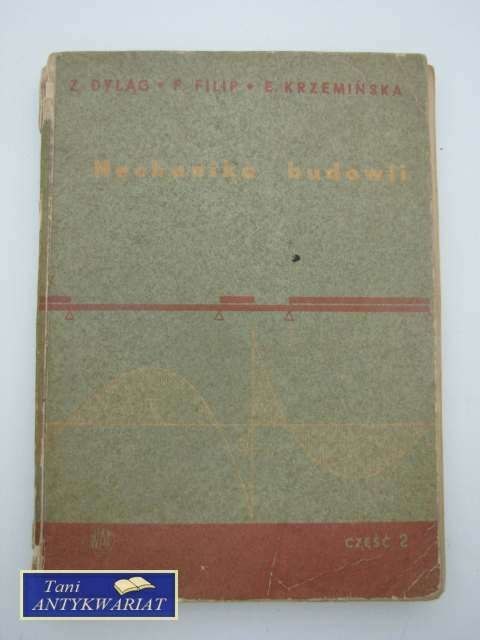 Z. DYLĄG • F. FILIP • E. KRZEMIŃSKA
Mechanika budowli
CZĘŚĆ 2
Tani
ANTYKWARIAT